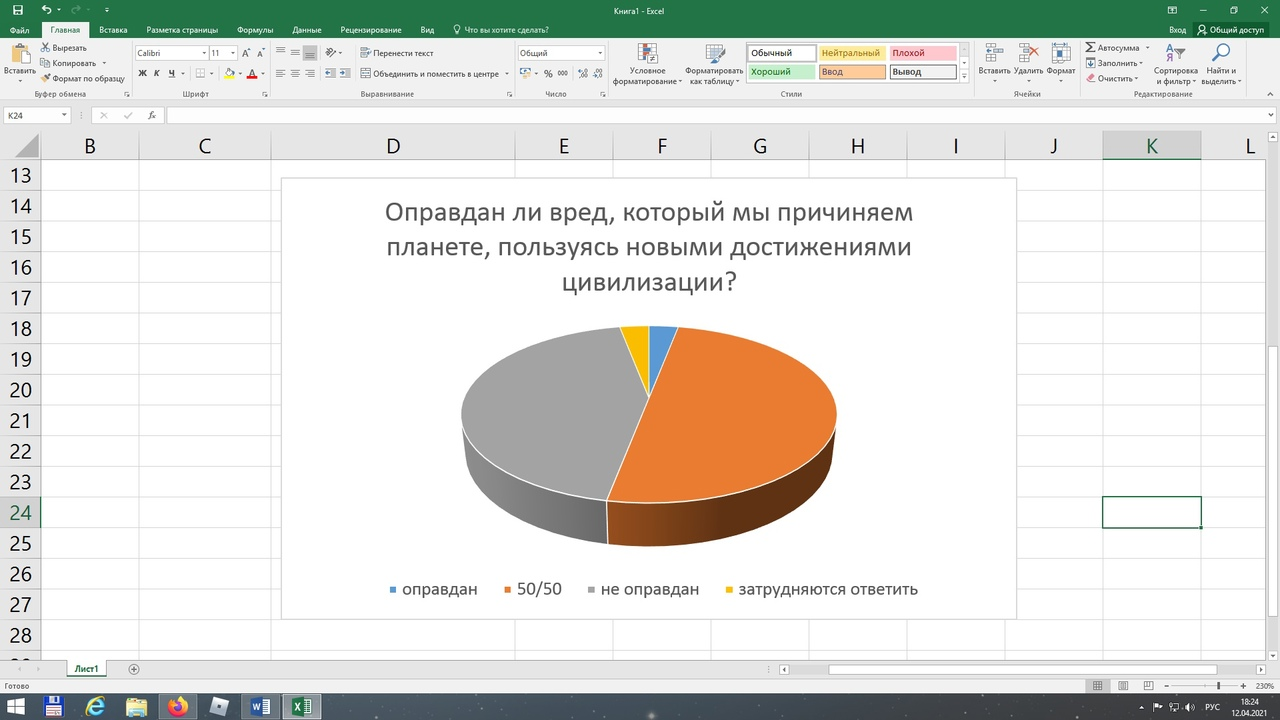 Книга1 - Excel
Файл Главная Вставка Разметка страницы Формулы Данные Рецензирование Вид Что вы хотите сделать? Вход Общий доступ
Вставить
Вырезать
Копировать
Формат по образцу
Буфер обмена
Calibri 11
Ж К Ч
Шрифт
Перенести текст
Объединить и поместить в центре
Выравнивание
Общий
% 000
Число
Условное форматирование
Форматировать как таблицу
Обычный Нейтральный Плохой
Хороший Ввод Вывод
Стили
Вставить Удалить Формат
Ячейки
Автосумма
Заполнить
Очистить
Сортировка и фильтр
Найти и выделить
Редактирование
K24
fx
B C D E F G H I J K L
13
14
15
16
17
18
19
20
21
22
23
24
25
26
27
28
Оправдан ли вред, который мы причиняем
планете, пользуясь новыми достижениями
цивилизации?
оправдан 50/50 не оправдан затрудняются ответить
Лист1
Готово
230%
РУС
18:24
12.04.2021